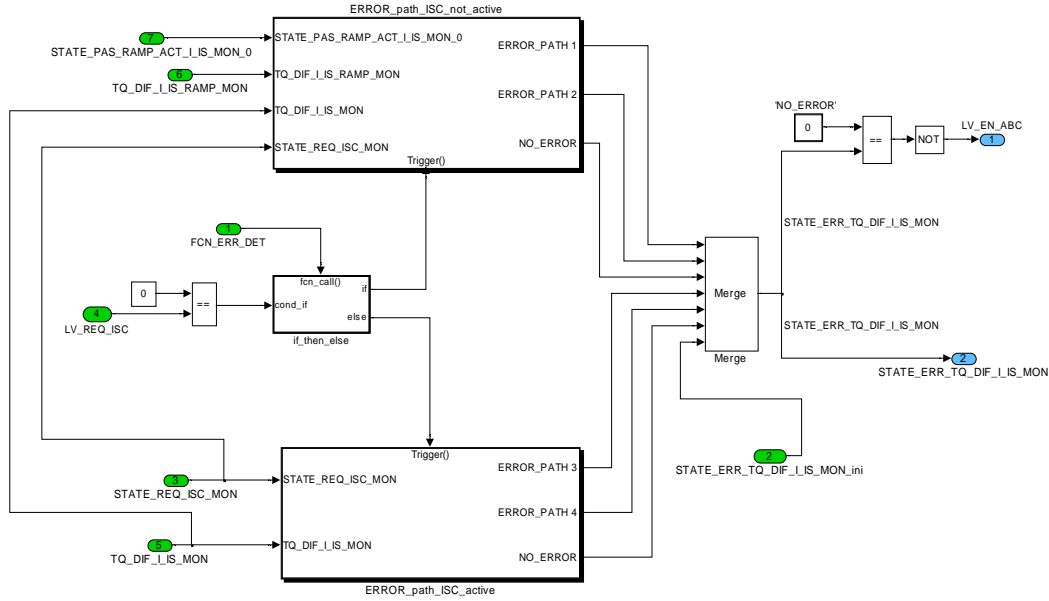 ERROR_path_ISC_not_active
7
STATE_PAS_RAMP_ACT_I_IS_MON_0
STATE_PAS_RAMP_ACT_I_IS_MON_0
ERROR_PATH 1
6
TQ_DIF_I_IS_RAMP_MON
TQ_DIF_I_IS_RAMP_MON
ERROR_PATH 2
TQ_DIF_I_IS_MON
STATE_REQ_ISC_MON
NO_ERROR
Trigger()
'NO_ERROR'
0
==
NOT
LV_EN_ABC
1
1
FCN_ERR_DET
STATE_ERR_TQ_DIF_I_IS_MON
fcn_call()
if
cond_if
else
if_then_else
0
==
4
LV_REQ_ISC
Merge
Merge
STATE_ERR_TQ_DIF_I_IS_MON
2
STATE_ERR_TQ_DIF_I_IS_MON
2
STATE_ERR_TQ_DIF_I_IS_MON_ini
Trigger()
3
STATE_REQ_ISC_MON
STATE_REQ_ISC_MON
ERROR_PATH 3
ERROR_PATH 4
5
TQ_DIF_I_IS_MON
TQ_DIF_I_IS_MON
NO_ERROR
ERROR_path_ISC_active